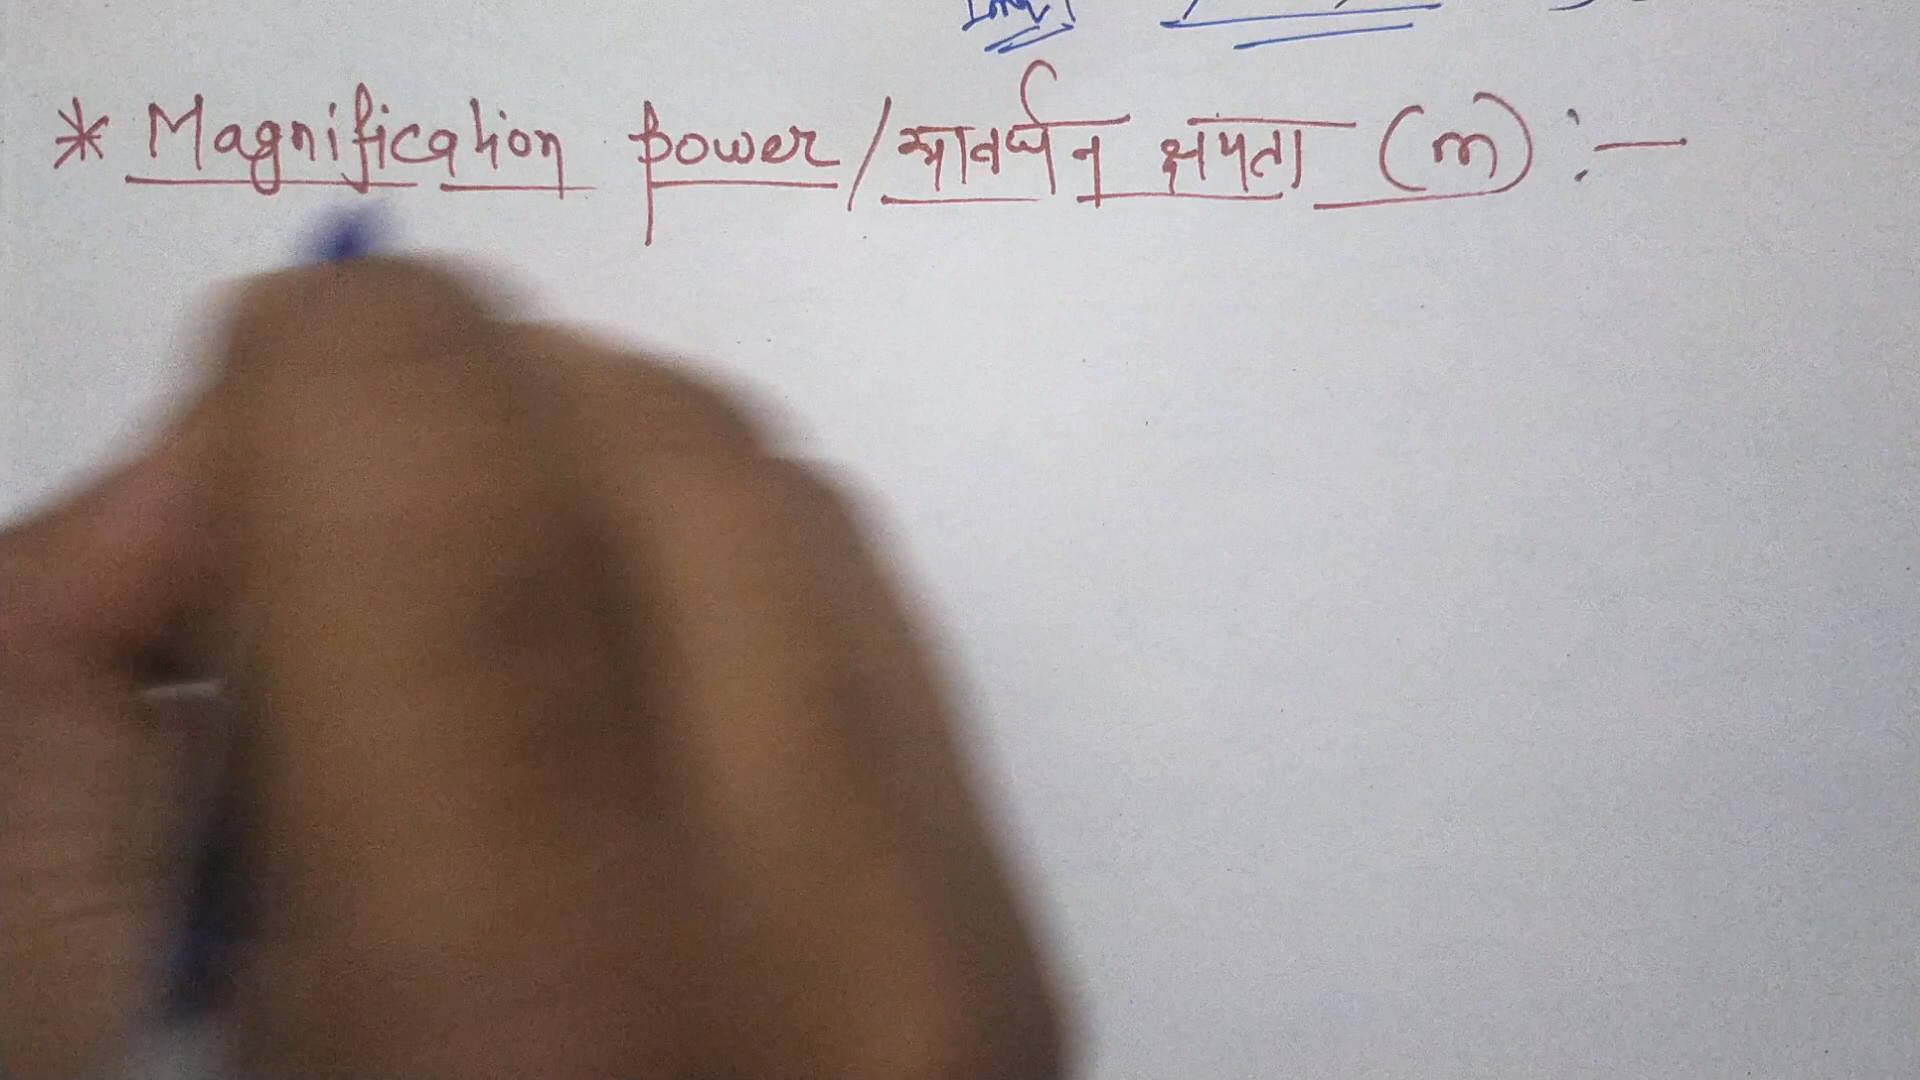 * Magnification power/आवर्धन क्षमता (m) :-